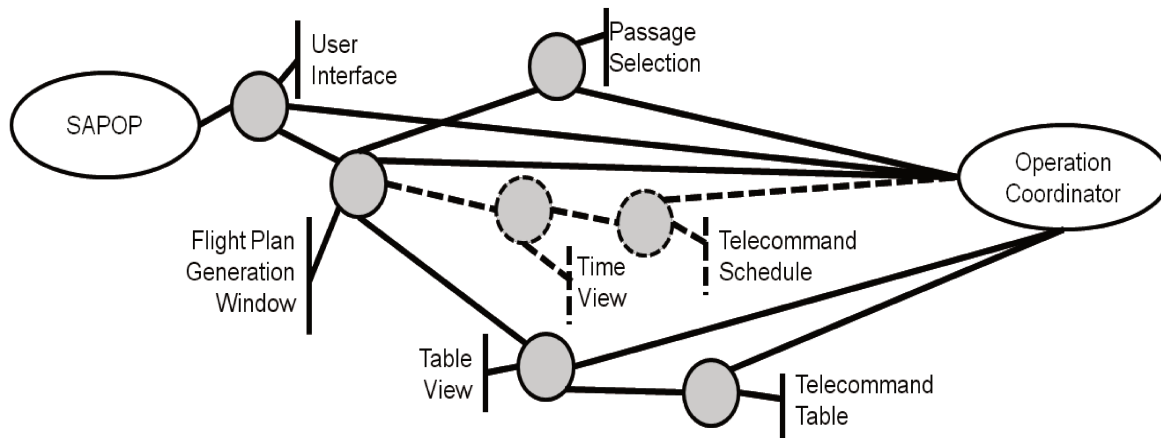 User
Interface
Passage
Selection
SAPOP
Operation
Coordinator
Flight Plan
Generation
Window
Time
View
Telecommand
Schedule
Table
View
Telecommand
Table